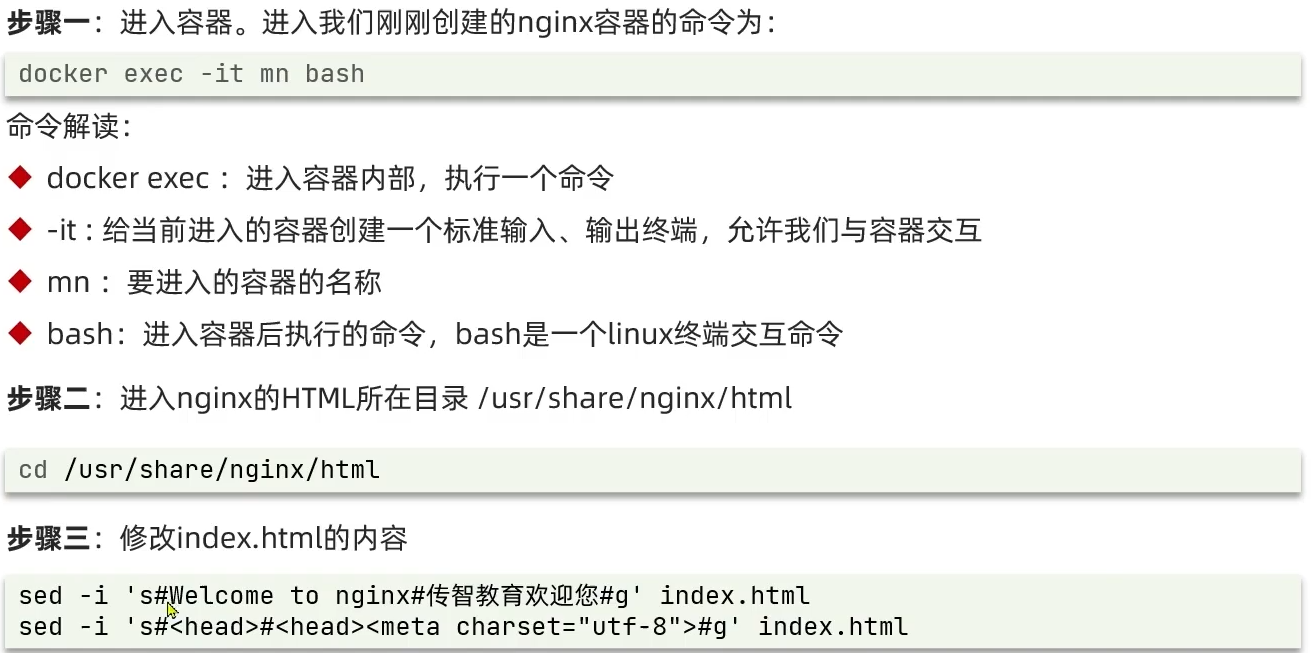 步骤一：进入容器。进入我们刚刚创建的nginx容器的命令为：
docker exec -it mn bash
命令解读：
docker exec ：进入容器内部，执行一个命令
-it : 给当前进入的容器创建一个标准输入、输出终端，允许我们与容器交互
mn ：要进入的容器的名称
bash：进入容器后执行的命令，bash是一个linux终端交互命令
步骤二：进入nginx的HTML所在目录 /usr/share/nginx/html
cd /usr/share/nginx/html
步骤三：修改index.html的内容
sed -i 's#Welcome to nginx#传智教育欢迎您#g' index.html
sed -i 's#<head>#<head><meta charset="utf-8">#g' index.html